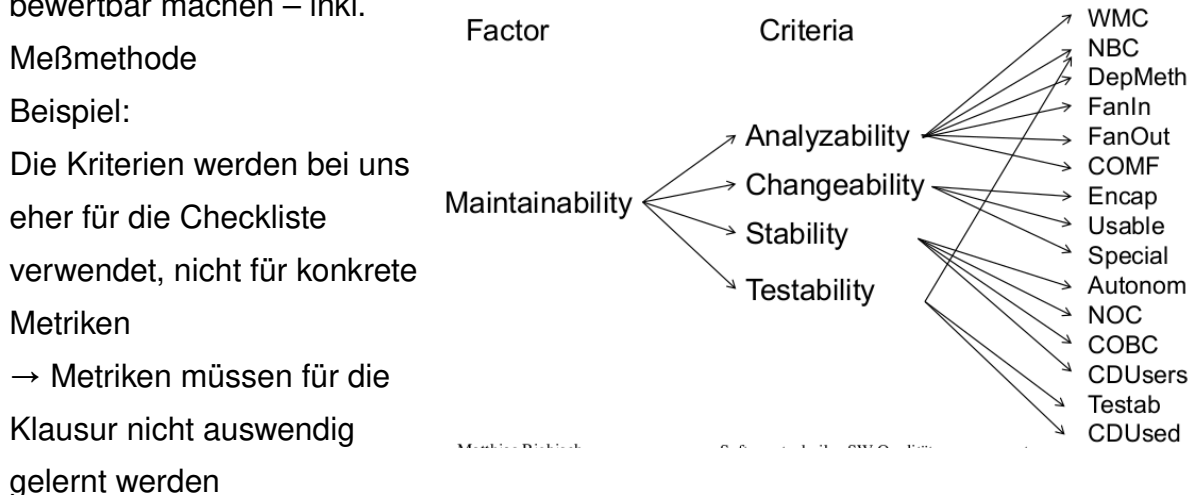 bewertbar machen – inkl.
Meßmethode
Beispiel:
Die Kriterien werden bei uns
eher für die Checkliste
verwendet, nicht für konkrete
Metriken
→ Metriken müssen für die
Klausur nicht auswendig
gelernt werden
Factor
Criteria
Maintainability
Analyzability
Changeability
Stability
Testability
WMC
NBC
DepMeth
FanIn
FanOut
COMF
Encap
Usable
Special
Autonom
NOC
COBC
CDUsers
Testab
CDUsed